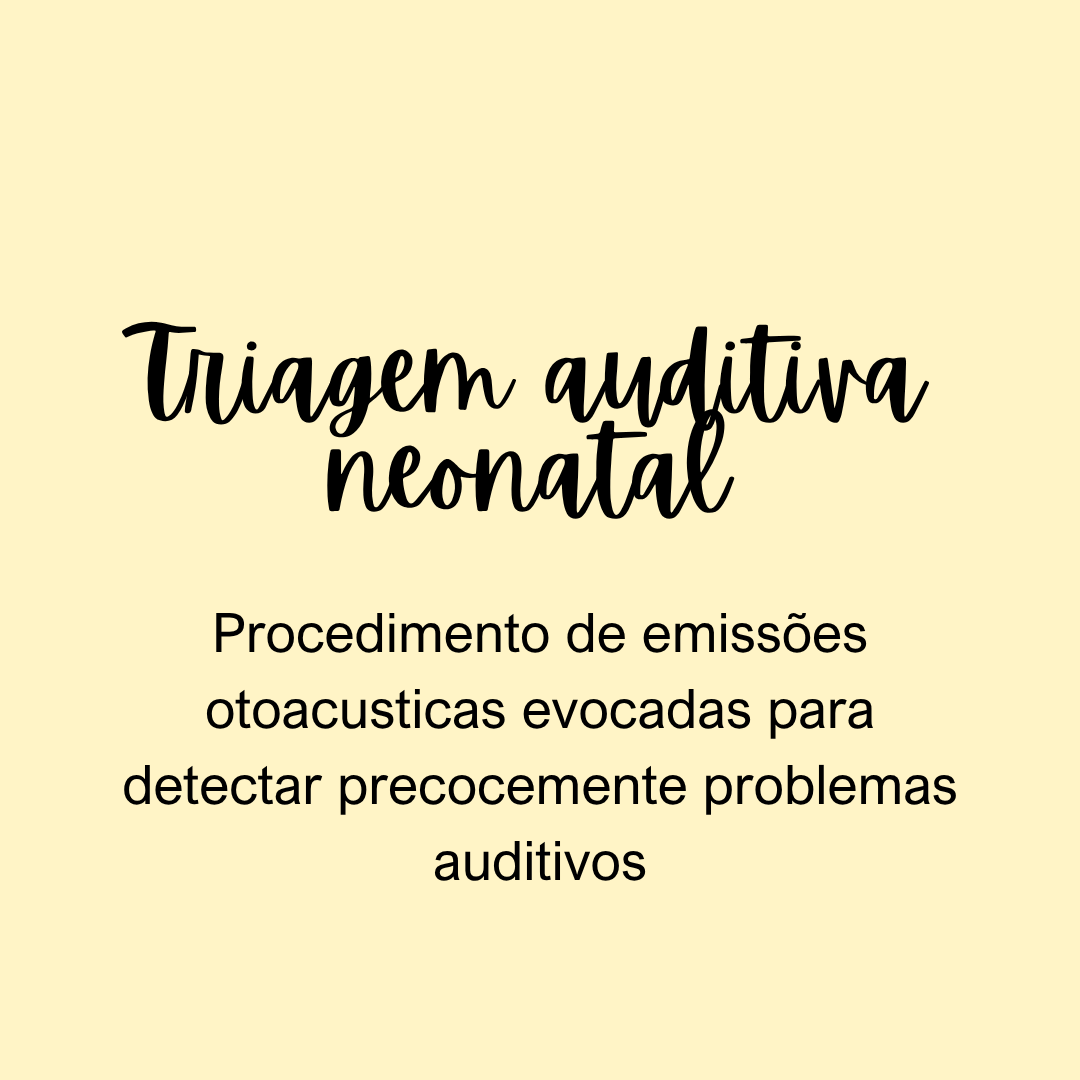 Triagem auditiva
neonatal
Procedimento de emissões
otoacusticas evocadas para
detectar precocemente problemas
auditivos